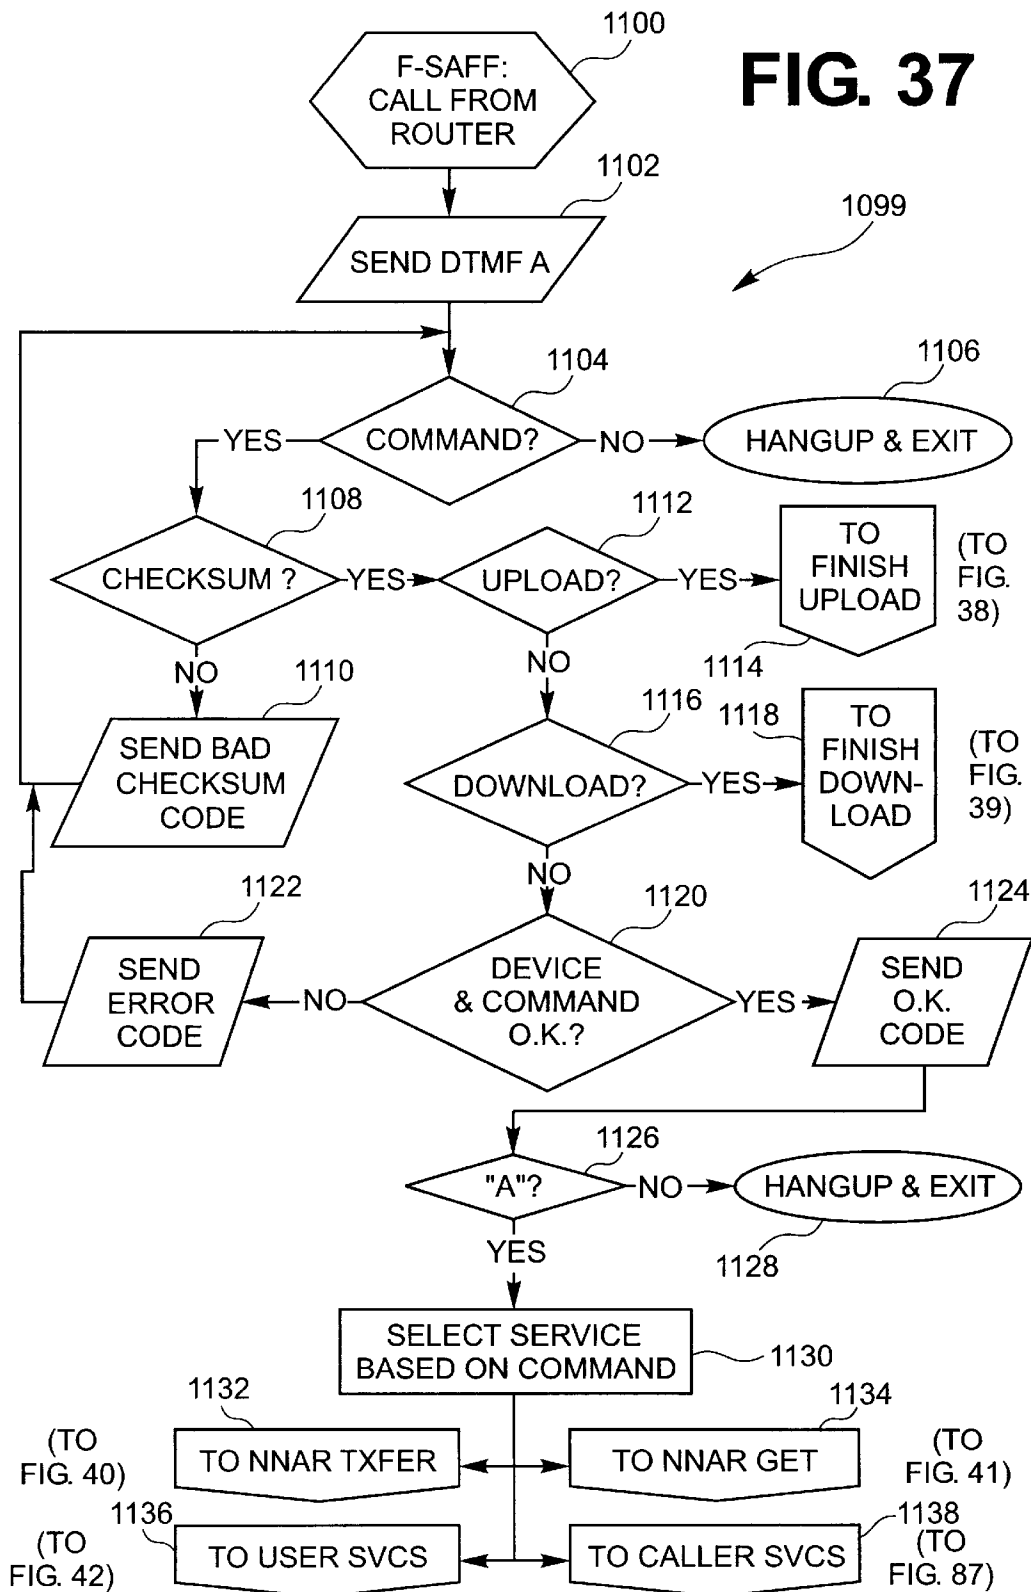 1100
FIG. 37
F-SAFF:
CALL FROM
ROUTER
1102
SEND DTMF A
1099
1104
1106
YES
COMMAND?
NO
HANGUP & EXIT
1108
1112
CHECKSUM ?
YES
UPLOAD?
YES
TO
FINISH
UPLOAD
(TO
FIG.
38)
1114
NO
NO
1110
1116
1118
SEND BAD
CHECKSUM
CODE
DOWNLOAD?
YES
TO
FINISH
DOWN-
LOAD
(TO
FIG.
39)
NO
1122
1120
1124
SEND
ERROR
CODE
NO
DEVICE
& COMMAND
O.K.?
YES
SEND
O.K.
CODE
1126
"A"?
NO
HANGUP & EXIT
1128
YES
SELECT SERVICE
BASED ON COMMAND
1130
1132
1134
(TO
FIG. 40)
TO NNAR TXFER
TO NNAR GET
(TO
FIG. 41)
1136
1138
(TO
FIG. 42)
TO USER SVCS
TO CALLER SVCS
(TO
FIG. 87)